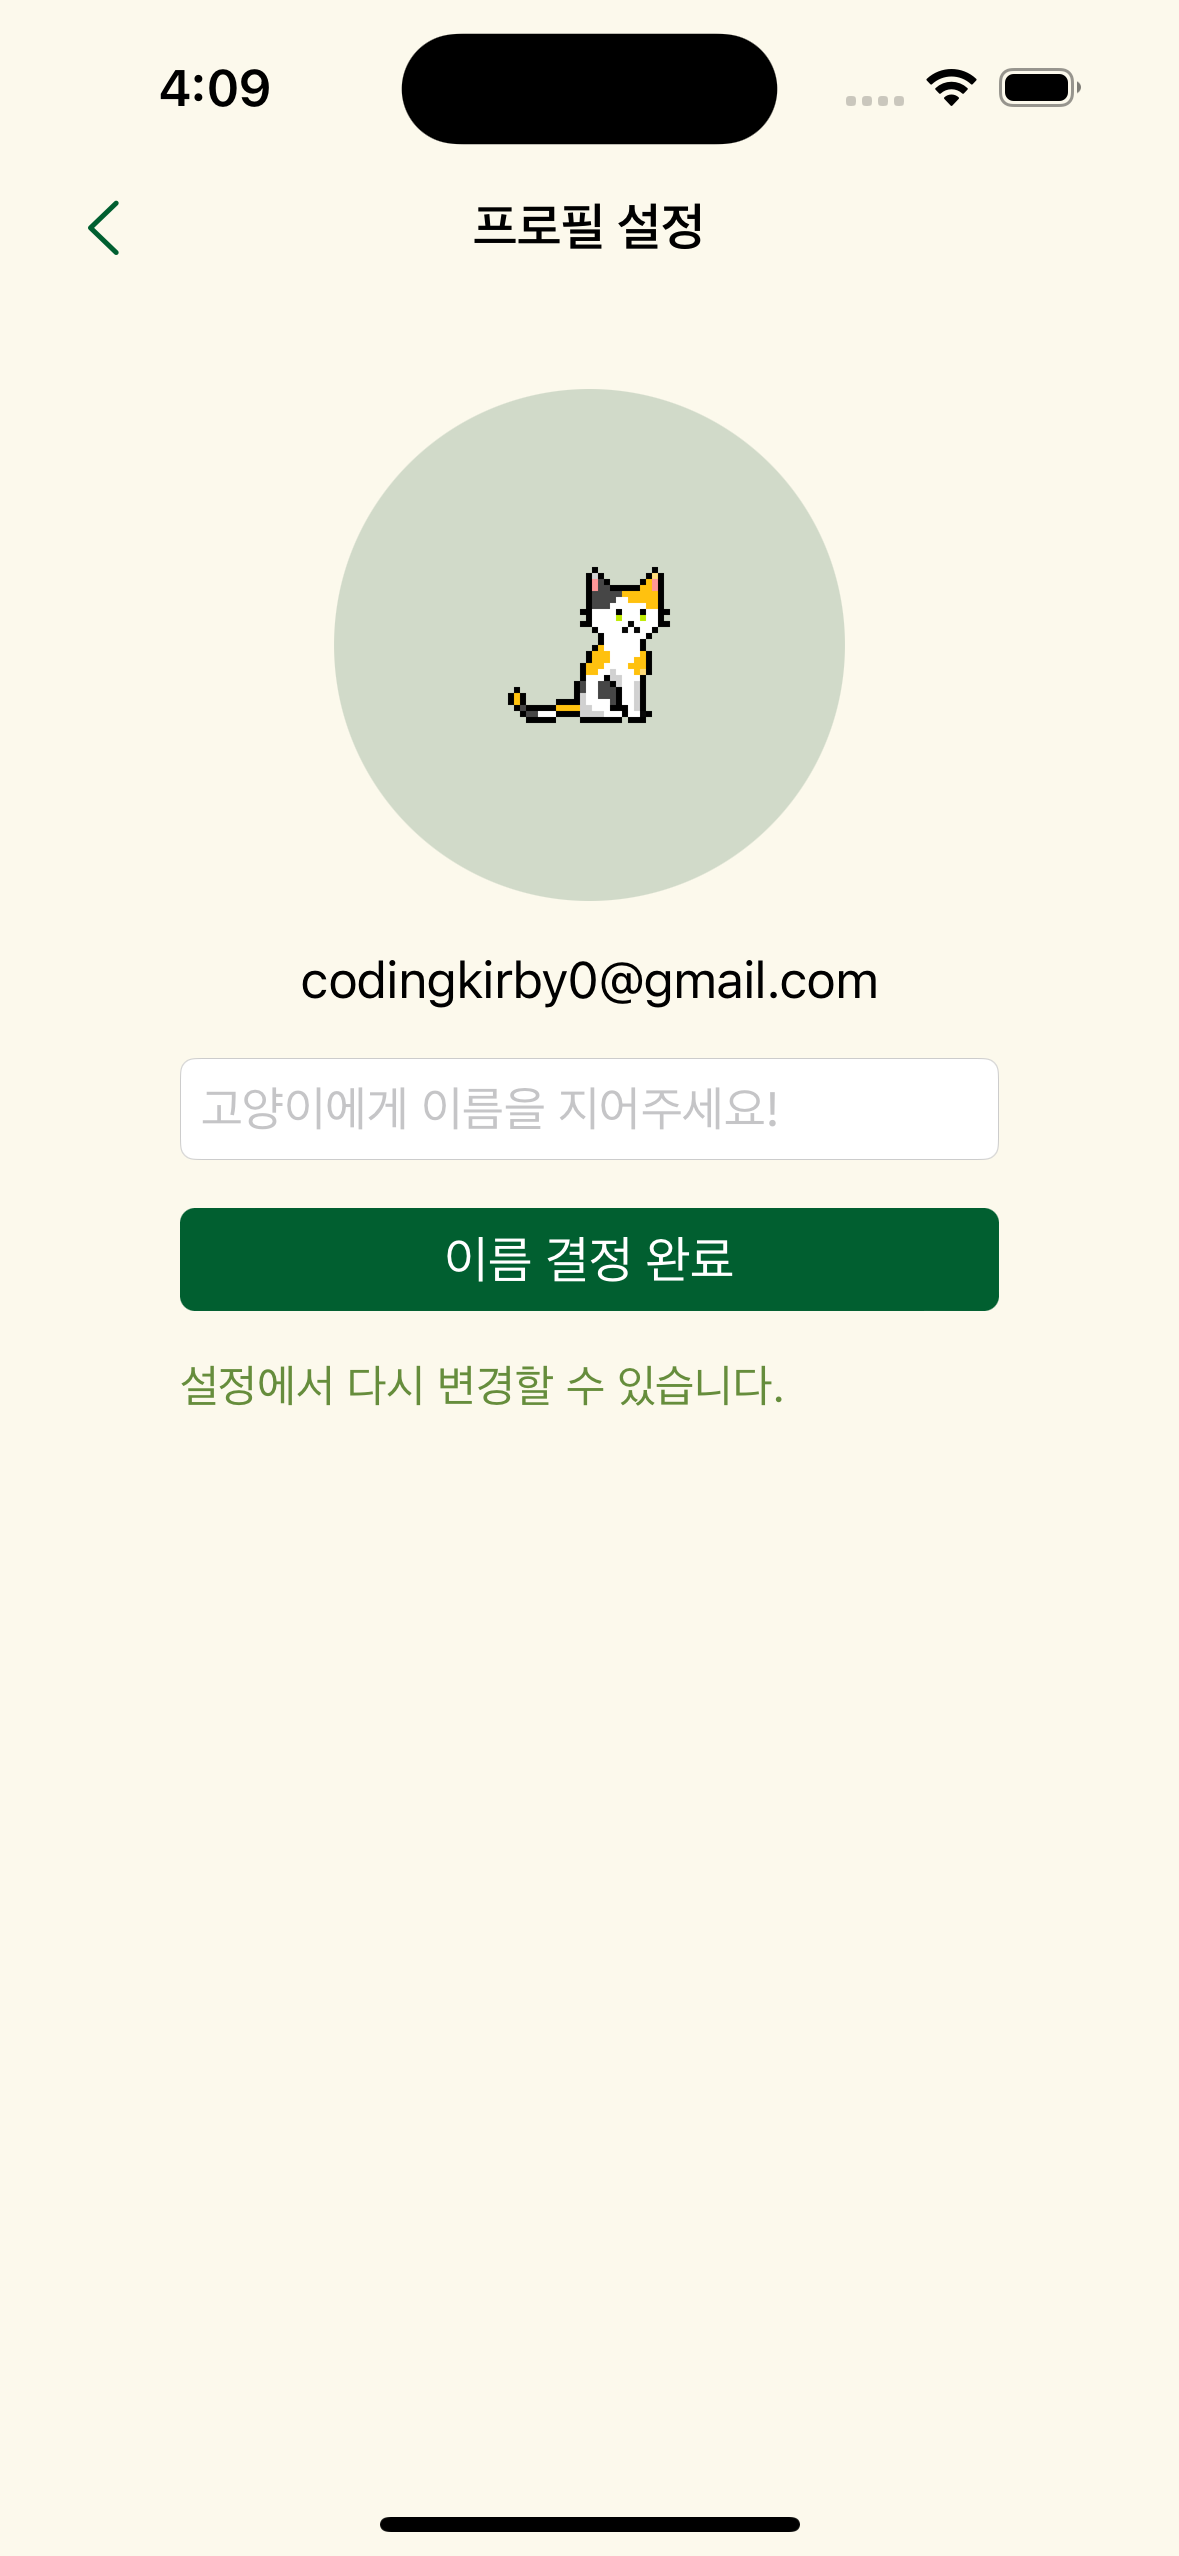 4:09
프로필 설정
codingkirby0@gmail.com
고양이에게 이름을 지어주세요!
이름 결정 완료
설정에서 다시 변경할 수 있습니다.